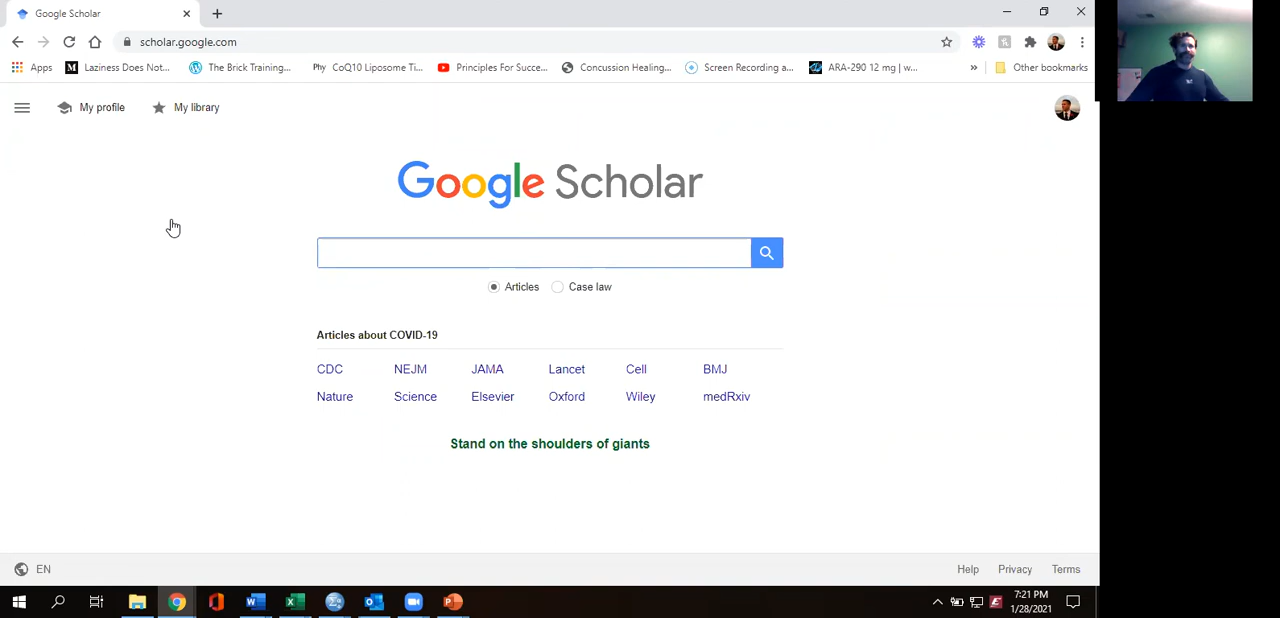 Google Scholar
scholar.google.com
Apps
Laziness Does Not...
The Brick Training...
Phy CoQ10 Liposome Ti...
Principles For Succe...
Concussion Healing,...
Screen Recording a...
ARA-290 12 mg | w...
»
Other bookmarks
My profile
My library
Google Scholar
Articles
Case law
Articles about COVID-19
CDC NEJM JAMA Lancet Cell BMJ
Nature Science Elsevier Oxford Wiley medRxiv
Stand on the shoulders of giants
EN
Help Privacy Terms
7:21 PM
1/28/2021